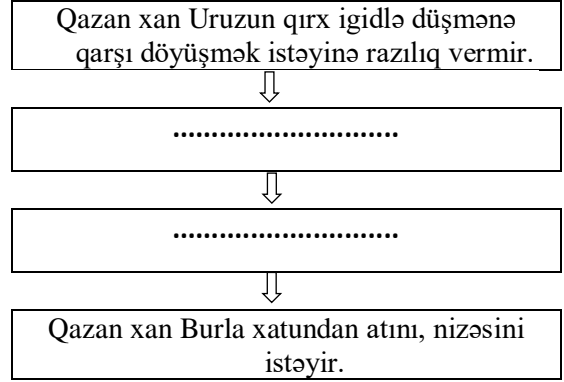 Qazan xan Uruzun qırx igidlə düşmənə
qarşı döyüşmək istəyinə razılıq vermir.
..............................
..............................
Qazan xan Burla xatundan atını, nizəsini
istəyir.